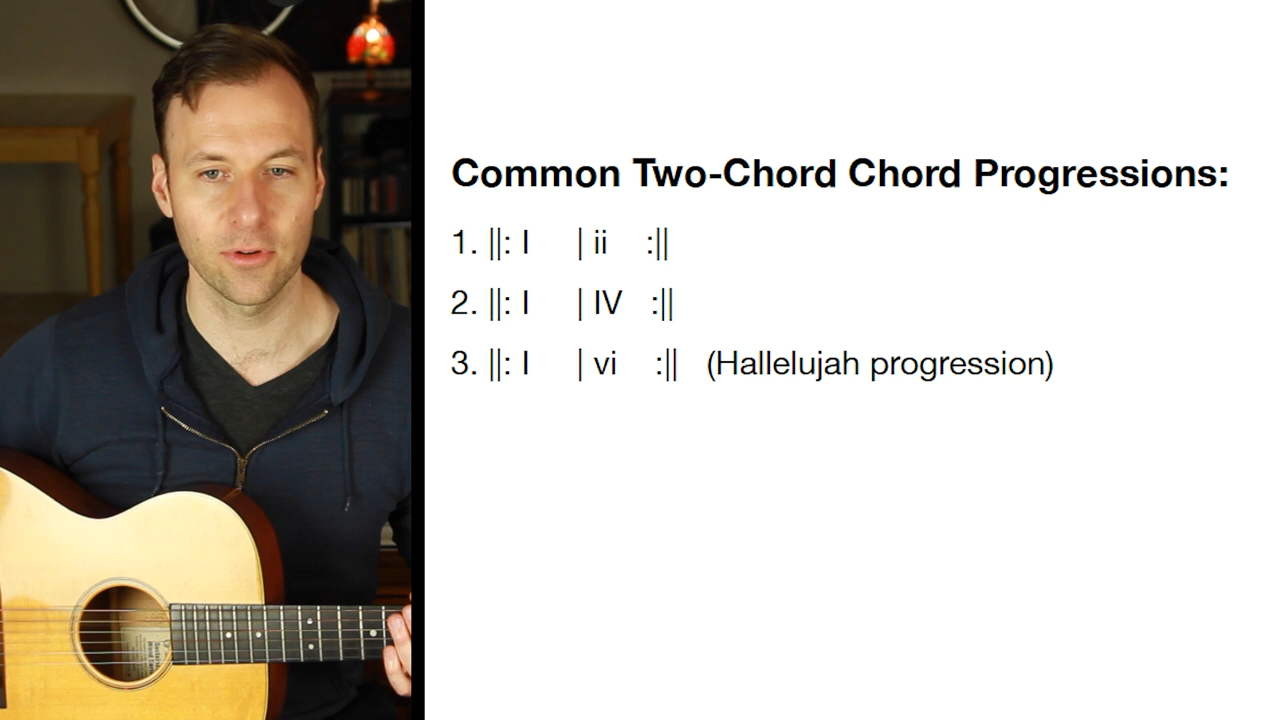 Common Two-Chord Chord Progressions:
1. ||: I | ii :||
2. ||: I | IV :||
3. ||: I | vi :|| (Hallelujah progression)